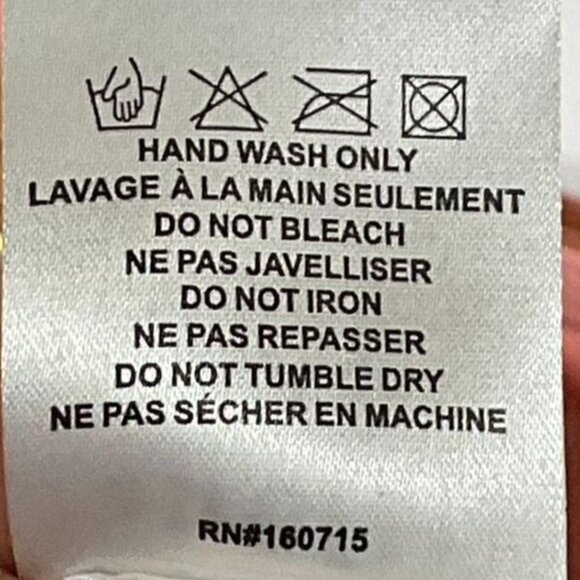 HAND WASH ONLY
LAVAGE À LA MAIN SEULEMENT
DO NOT BLEACH
NE PAS JAVELLISER
DO NOT IRON
NE PAS REPASSER
DO NOT TUMBLE DRY
NE PAS SÉCHER EN MACHINE
RN#160715